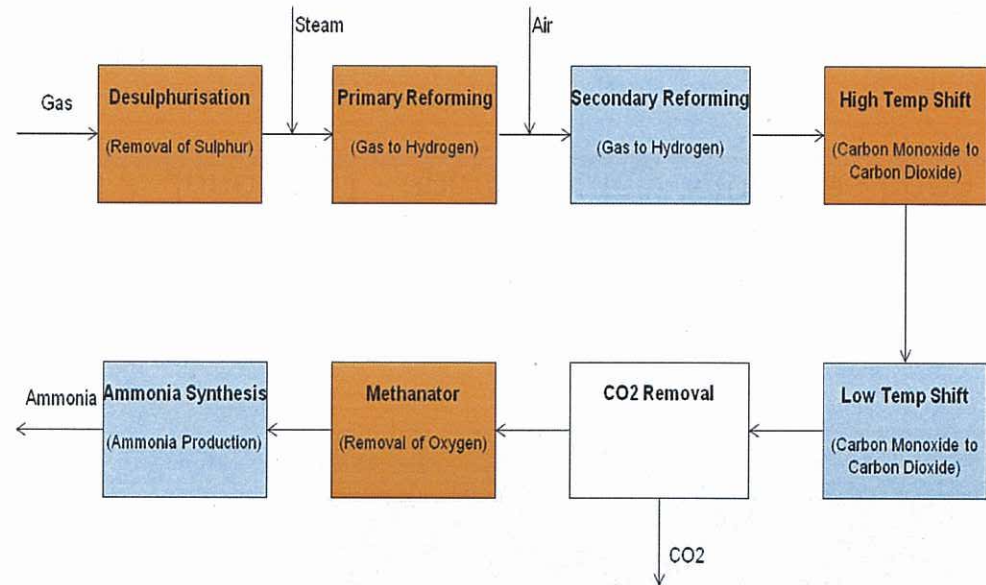 Steam
Air
Gas
Desulphurisation
(Removal of Sulphur)
Primary Reforming
(Gas to Hydrogen)
Secondary Reforming
(Gas to Hydrogen)
High Temp Shift
(Carbon Monoxide to
Carbon Dioxide)
Ammonia
Ammonia Synthesis
(Ammonia Production)
Methanator
(Removal of Oxygen)
CO2 Removal
Low Temp Shift
(Carbon Monoxide to
Carbon Dioxide)
CO2